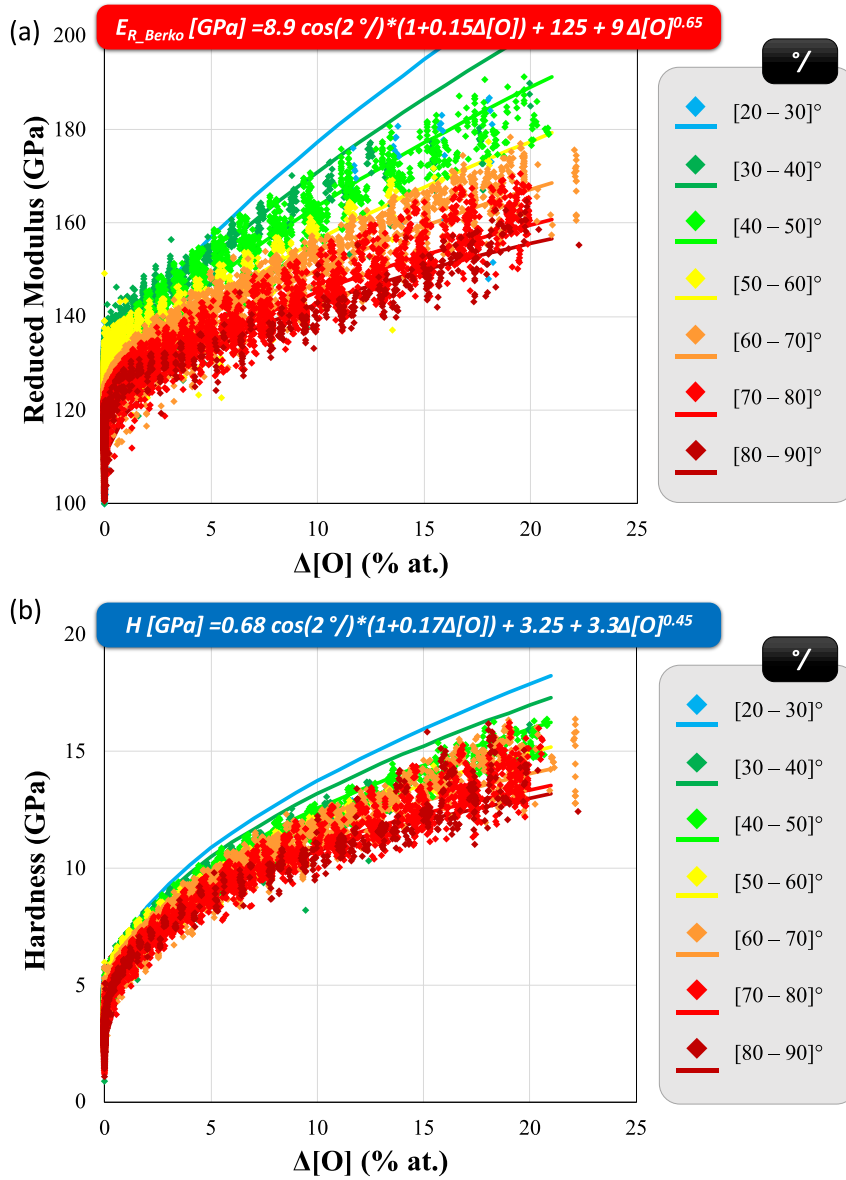 (a)
E_R_Berko [GPa] =8.9 cos(2 °/)*(1+0.15Δ[O]) + 125 + 9 Δ[O]^0.65
200
180
160
140
120
100
Reduced Modulus (GPa)
0
5
10
15
20
25
Δ[O] (% at.)
°/
[20 – 30]°
[30 – 40]°
[40 – 50]°
[50 – 60]°
[60 – 70]°
[70 – 80]°
[80 – 90]°
(b)
H [GPa] =0.68 cos(2 °/)*(1+0.17Δ[O]) + 3.25 + 3.3Δ[O]^0.45
20
15
10
5
0
Hardness (GPa)
0
5
10
15
20
25
Δ[O] (% at.)
°/
[20 – 30]°
[30 – 40]°
[40 – 50]°
[50 – 60]°
[60 – 70]°
[70 – 80]°
[80 – 90]°